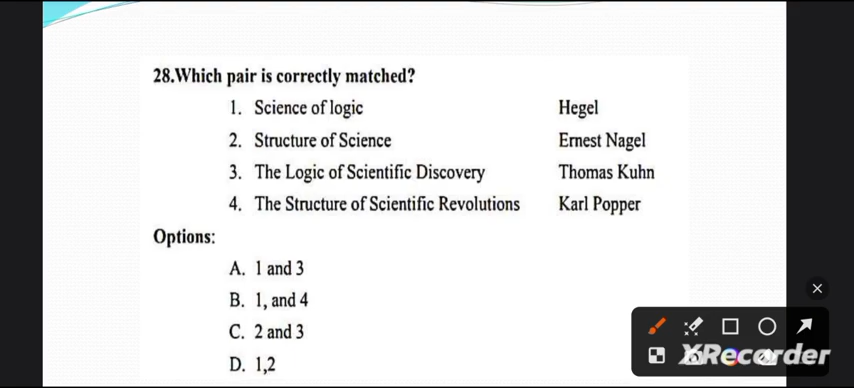 28.Which pair is correctly matched?
1. Science of logic Hegel
2. Structure of Science Ernest Nagel
3. The Logic of Scientific Discovery Thomas Kuhn
4. The Structure of Scientific Revolutions Karl Popper
Options:
A. 1 and 3
B. 1, and 4
C. 2 and 3
D. 1,2
XRecorder